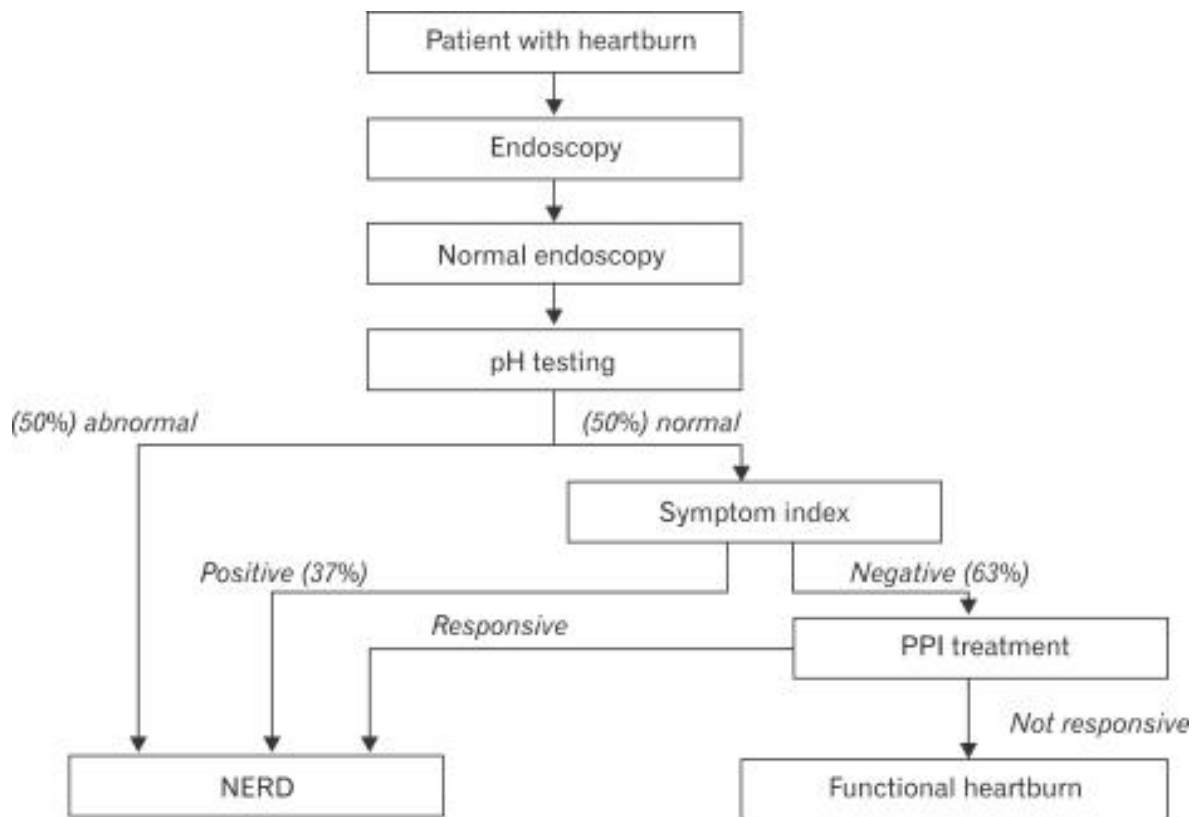 Patient with heartburn
Endoscopy
Normal endoscopy
pH testing
(50%) abnormal
(50%) normal
Symptom index
Positive (37%)
Negative (63%)
Responsive
PPI treatment
Not responsive
NERD
Functional heartburn